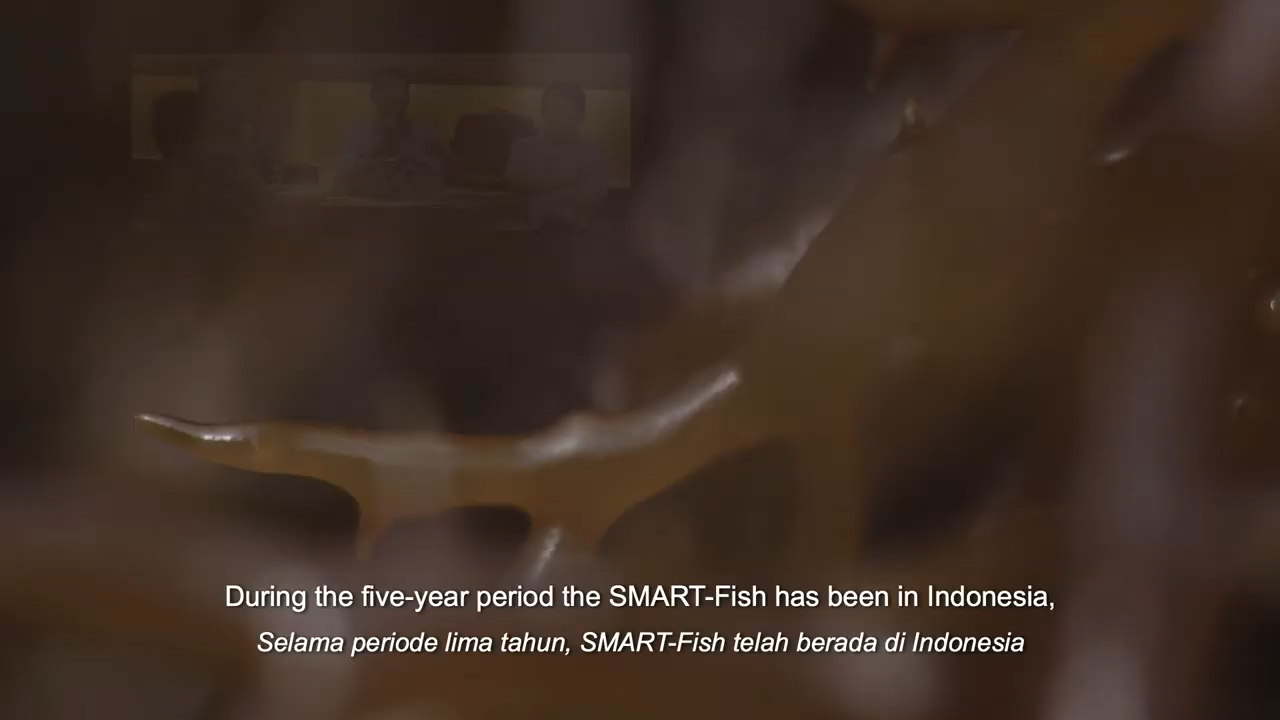 During the five-year period the SMART-Fish has been in Indonesia,
Selama periode lima tahun, SMART-Fish telah berada di Indonesia